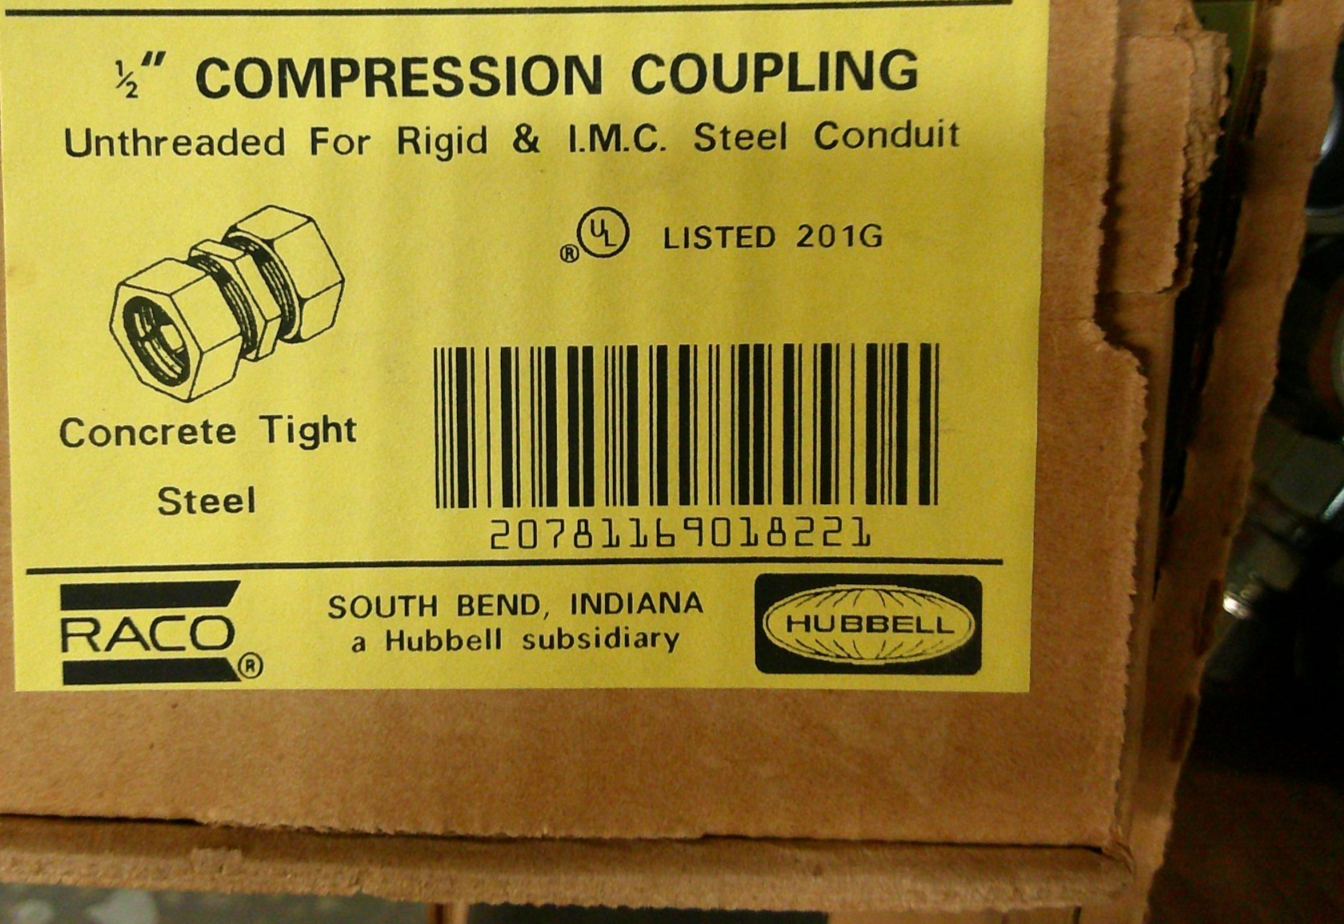 ½" COMPRESSION COUPLING
Unthreaded For Rigid & I.M.C. Steel Conduit
® UL LISTED 201G
Concrete Tight
Steel
20781169018221
RACO®
SOUTH BEND, INDIANA
a Hubbell subsidiary
HUBBELL